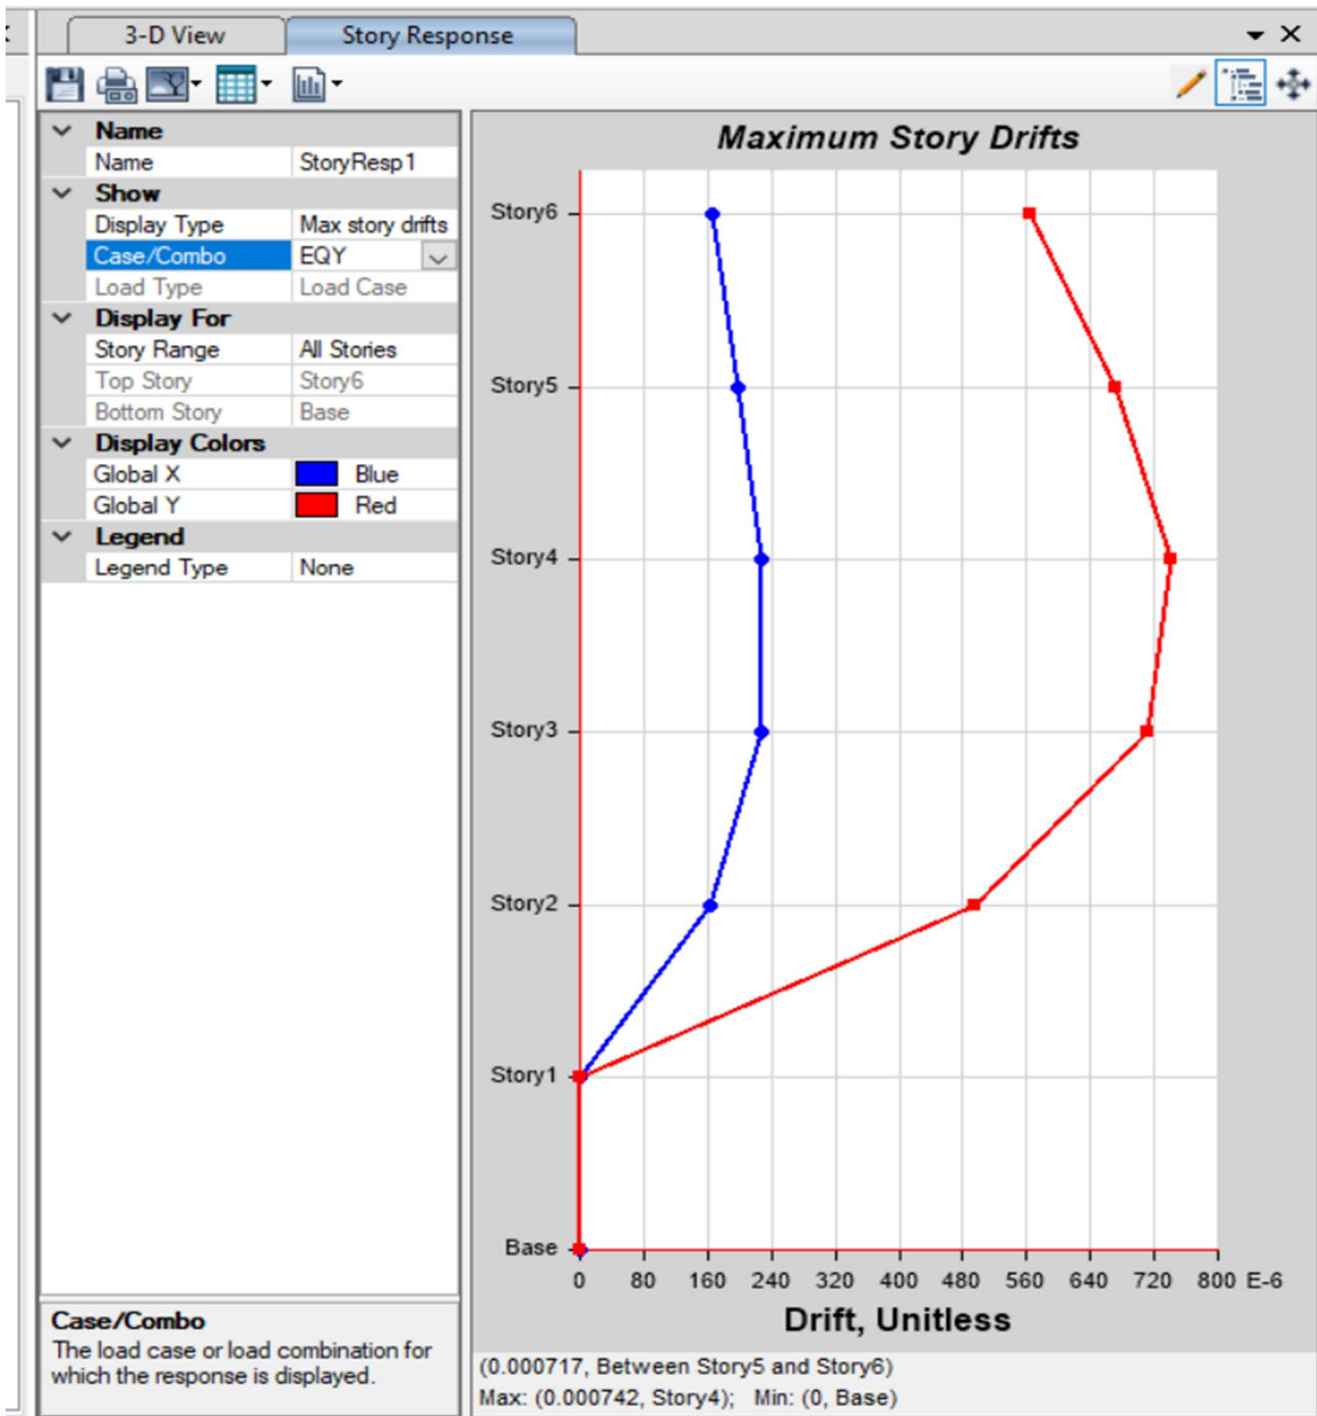 3-D View Story Response
Name
Name StoryResp1
Show
Display Type Max story drifts
Case/Combo EQY
Load Type Load Case
Display For
Story Range All Stories
Top Story Story6
Bottom Story Base
Display Colors
Global X Blue
Global Y Red
Legend
Legend Type None
Case/Combo
The load case or load combination for
which the response is displayed.
Maximum Story Drifts
Story6
Story5
Story4
Story3
Story2
Story1
Base
0 80 160 240 320 400 480 560 640 720 800 E-6
Drift, Unitless
(0.000717, Between Story5 and Story6)
Max: (0.000742, Story4); Min: (0, Base)